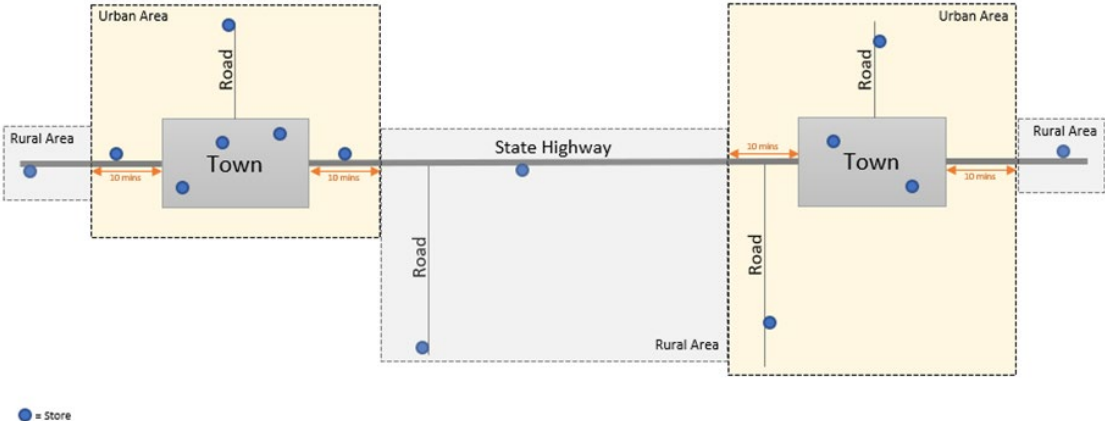 Urban Area
Urban Area
Road
Road
Rural Area
Rural Area
State Highway
10 mins
Town
Town
10 mins
10 mins
10 mins
Road
Road
Rural Area
= Store